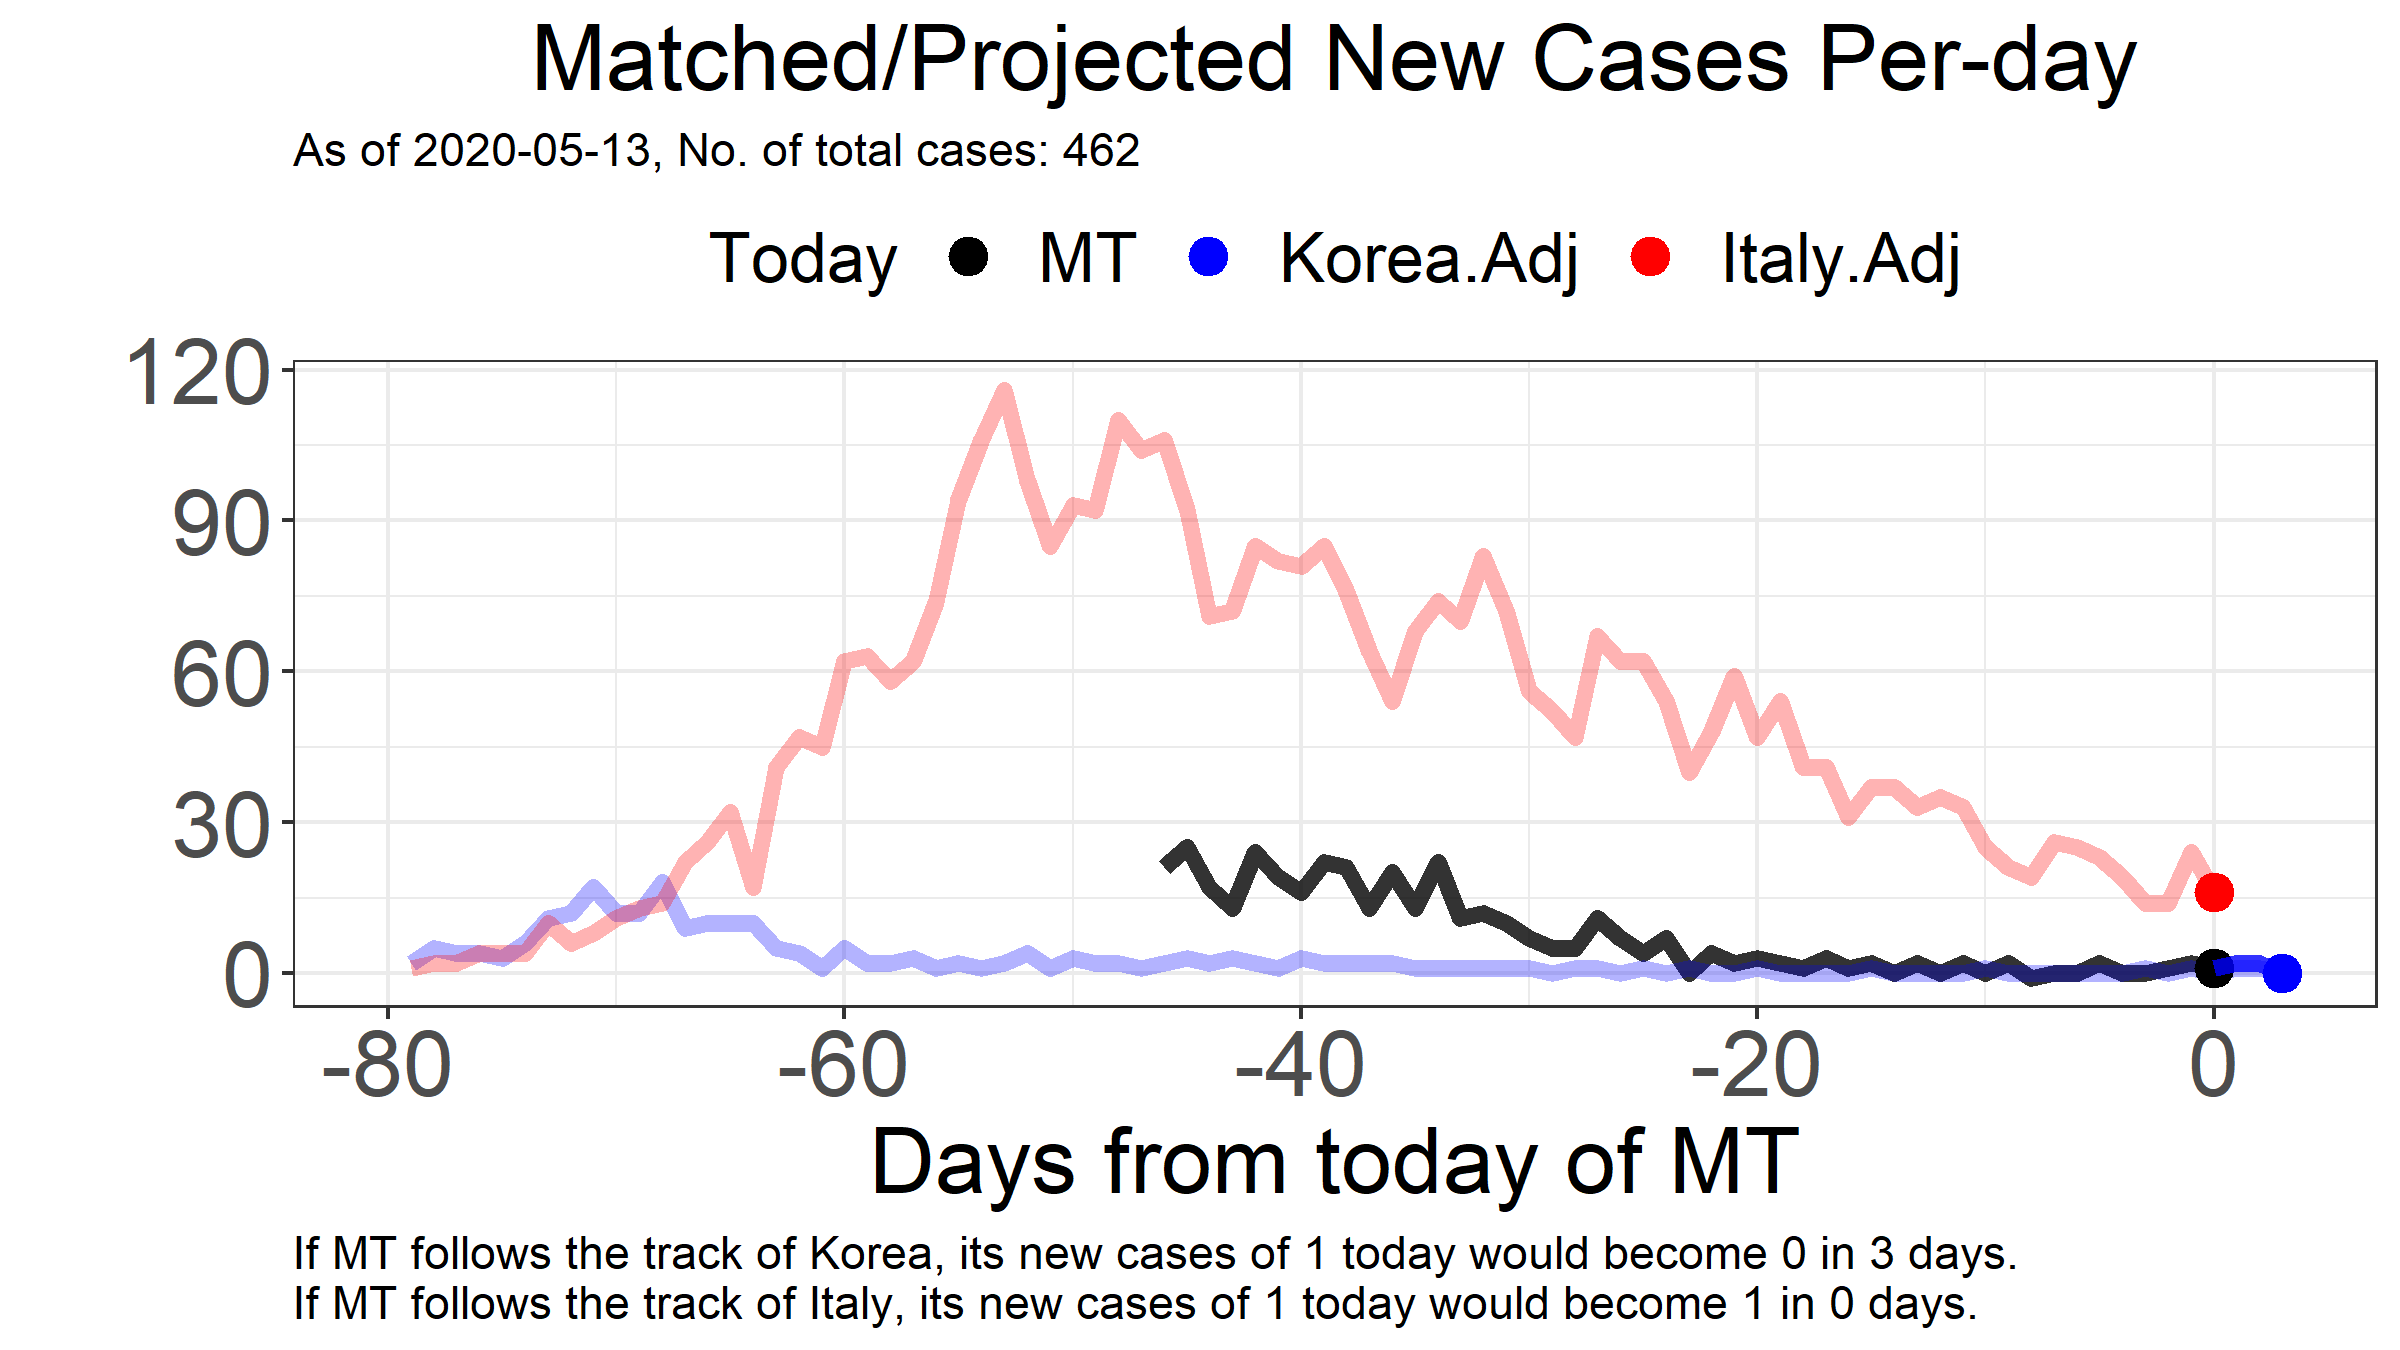 Matched/Projected New Cases Per-day
As of 2020-05-13, No. of total cases: 462
Today MT Korea.Adj Italy.Adj
120
90
60
30
0
-80 -60 -40 -20 0
Days from today of MT
If MT follows the track of Korea, its new cases of 1 today would become 0 in 3 days.
If MT follows the track of Italy, its new cases of 1 today would become 1 in 0 days.